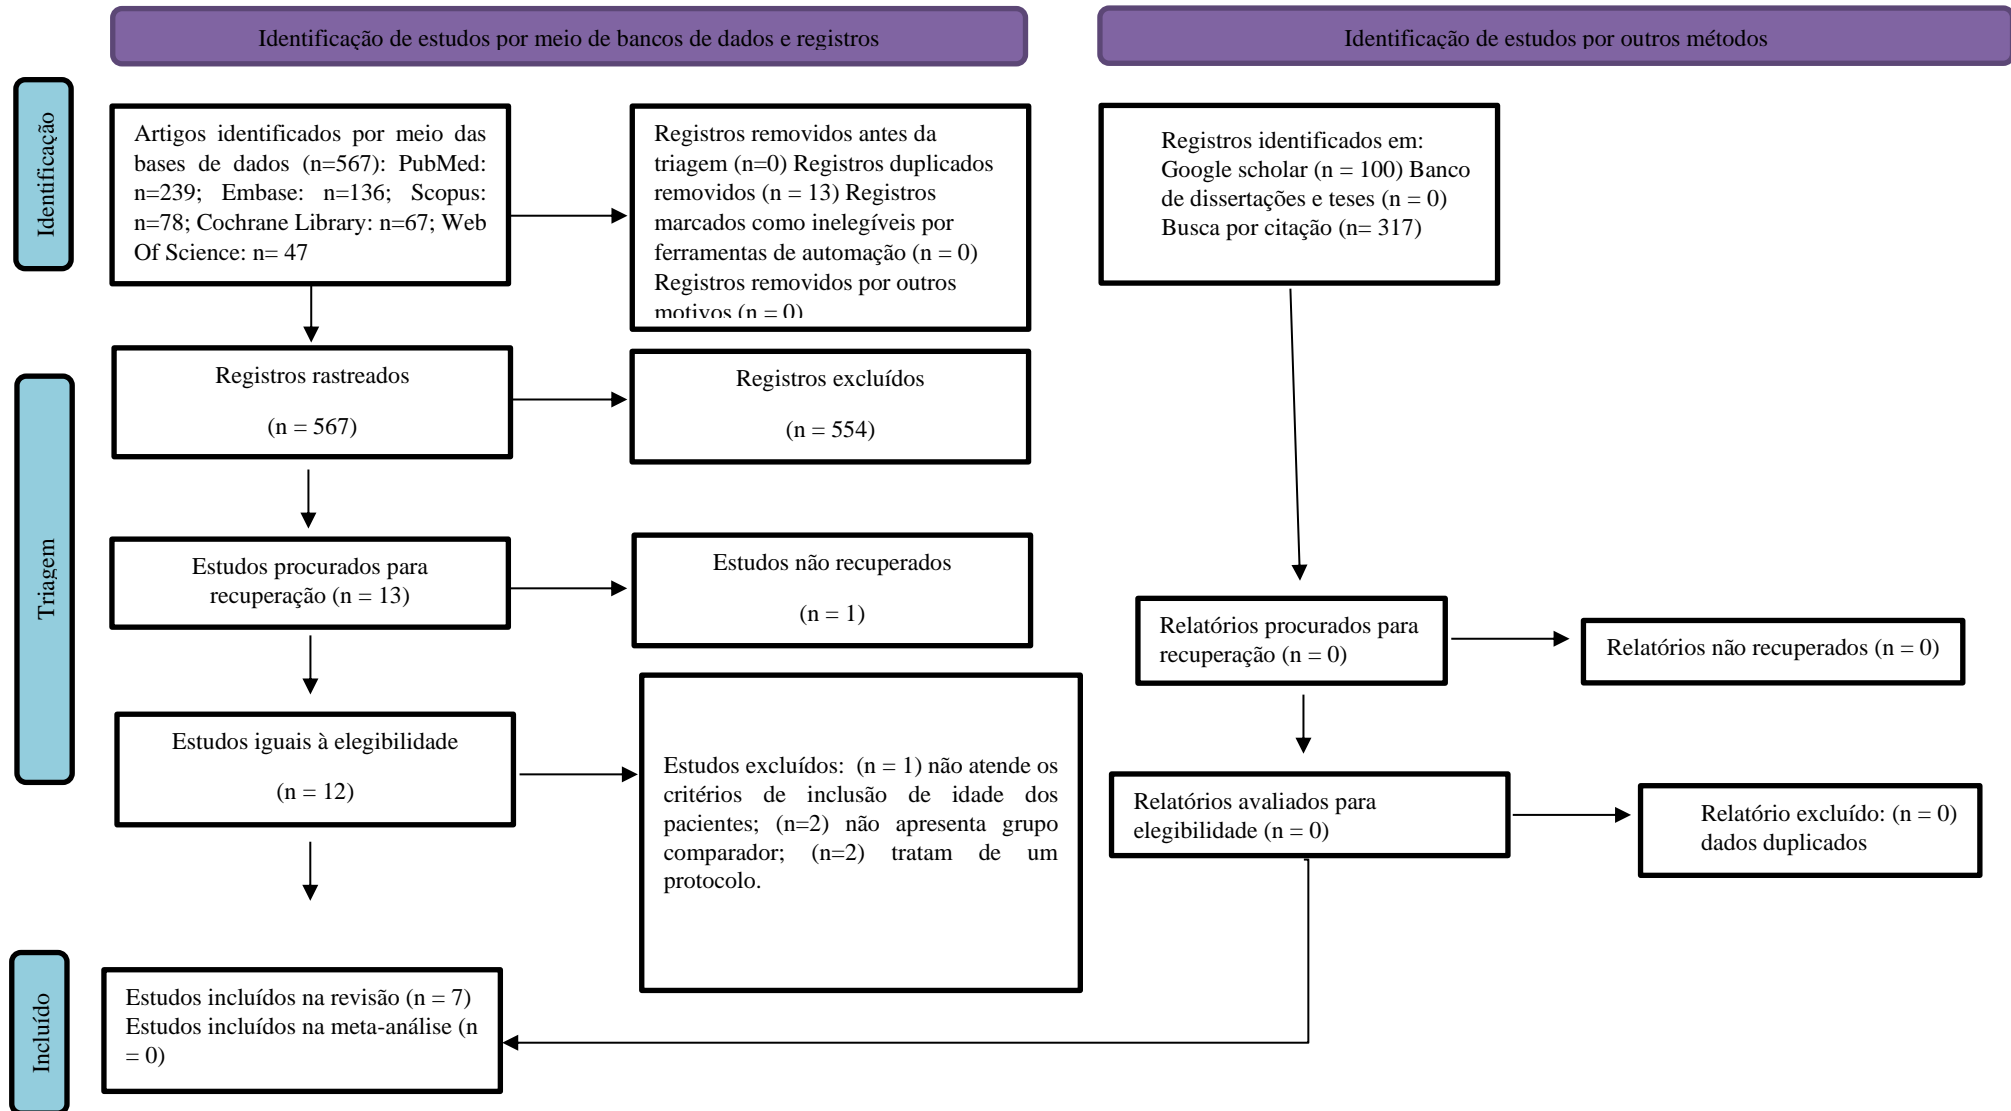 Identificação de estudos por meio de bancos de dados e registros
Identificação de estudos por outros métodos
Identificação
Artigos identificados por meio das
bases de dados (n=567): PubMed:
n=239; Embase: n=136; Scopus:
n=78; Cochrane Library: n=67; Web
Of Science: n= 47
Registros removidos antes da
triagem (n=0) Registros duplicados
removidos (n = 13) Registros
marcados como inelegíveis por
ferramentas de automação (n = 0)
Registros removidos por outros
motivos (n = 0)
Registros identificados em:
Google scholar (n = 100) Banco
de dissertações e teses (n = 0)
Busca por citação (n= 317)
Triagem
Registros rastreados
(n = 567)
Registros excluídos
(n = 554)
Estudos procurados para
recuperação (n = 13)
Estudos não recuperados
(n = 1)
Relatórios procurados para
recuperação (n = 0)
Relatórios não recuperados (n = 0)
Estudos iguais à elegibilidade
(n = 12)
Estudos excluídos: (n = 1) não atende os
critérios de inclusão de idade dos
pacientes; (n=2) não apresenta grupo
comparador; (n=2) tratam de um
protocolo.
Relatórios avaliados para
elegibilidade (n = 0)
Relatório excluído: (n = 0)
dados duplicados
Incluído
Estudos incluídos na revisão (n = 7)
Estudos incluídos na meta-análise (n
= 0)